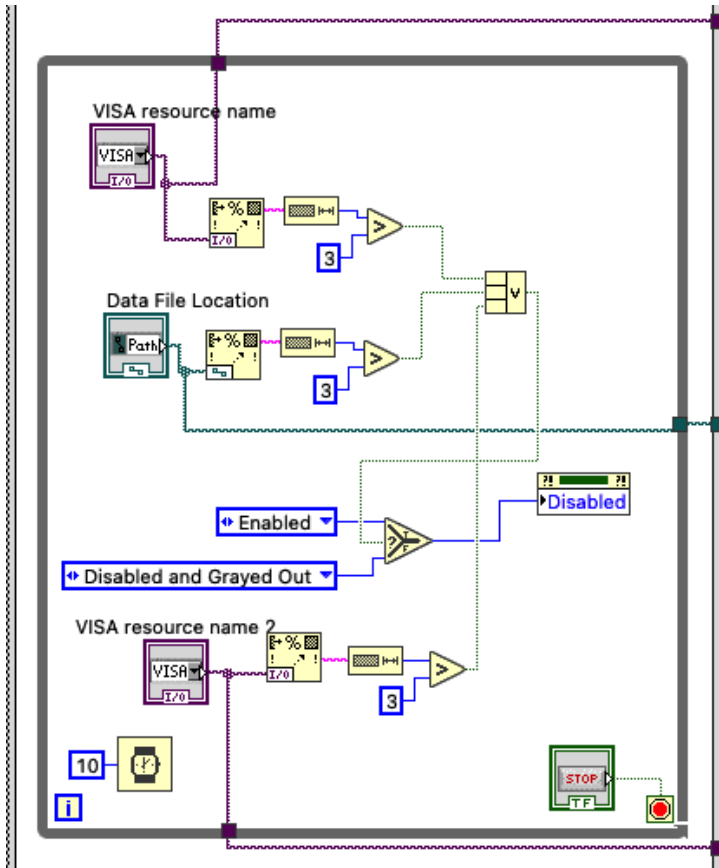 VISA resource name
VISA
I/O
%
I/O
>
3
V
Data File Location
Path
%
>
3
Enabled
?
T
F
?! ?!
Disabled
Disabled and Grayed Out
VISA resource name 2
VISA
I/O
%
I/O
>
3
10
i
STOP
TF